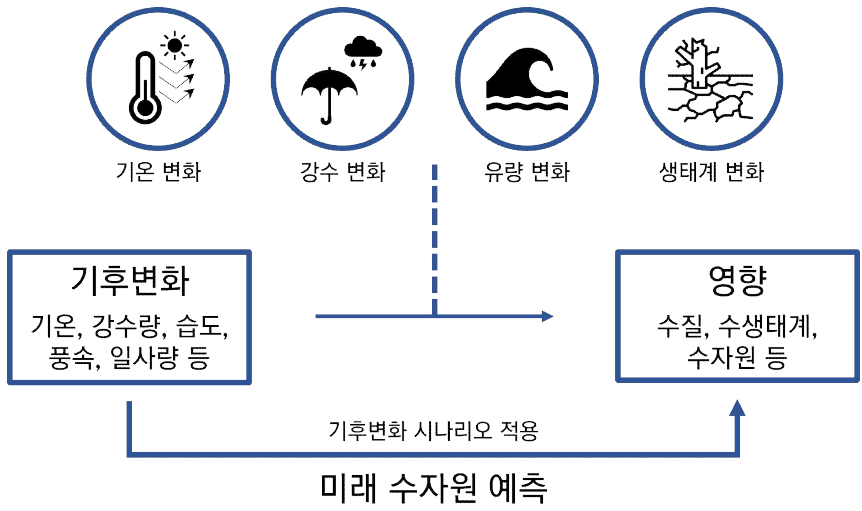 기온 변화
강수 변화
유량 변화
생태계 변화
기후변화
기온, 강수량, 습도,
풍속, 일사량 등
영향
수질, 수생태계,
수자원 등
기후변화 시나리오 적용
미래 수자원 예측